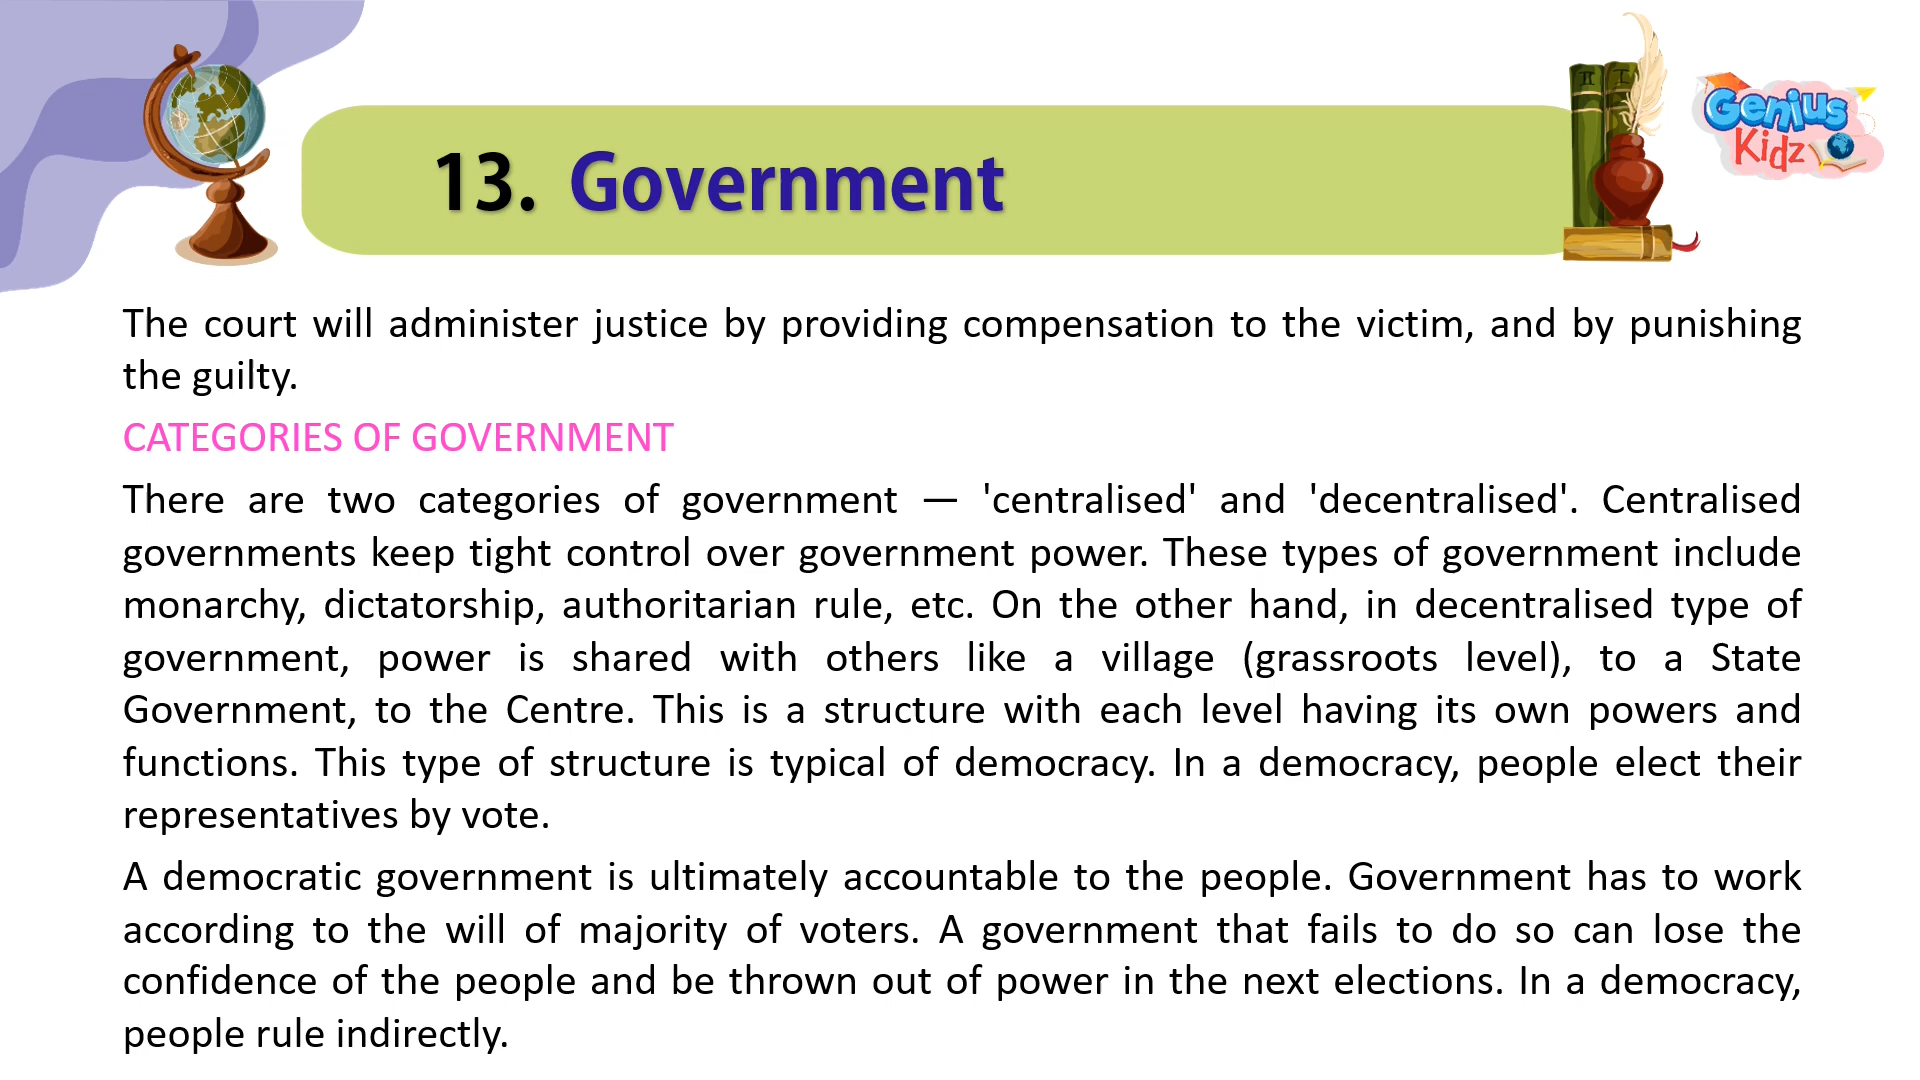 13. Government
Genius
Kidz
The court will administer justice by providing compensation to the victim, and by punishing
the guilty.
CATEGORIES OF GOVERNMENT
There are two categories of government — 'centralised' and 'decentralised'. Centralised
governments keep tight control over government power. These types of government include
monarchy, dictatorship, authoritarian rule, etc. On the other hand, in decentralised type of
government, power is shared with others like a village (grassroots level), to a State
Government, to the Centre. This is a structure with each level having its own powers and
functions. This type of structure is typical of democracy. In a democracy, people elect their
representatives by vote.
A democratic government is ultimately accountable to the people. Government has to work
according to the will of majority of voters. A government that fails to do so can lose the
confidence of the people and be thrown out of power in the next elections. In a democracy,
people rule indirectly.